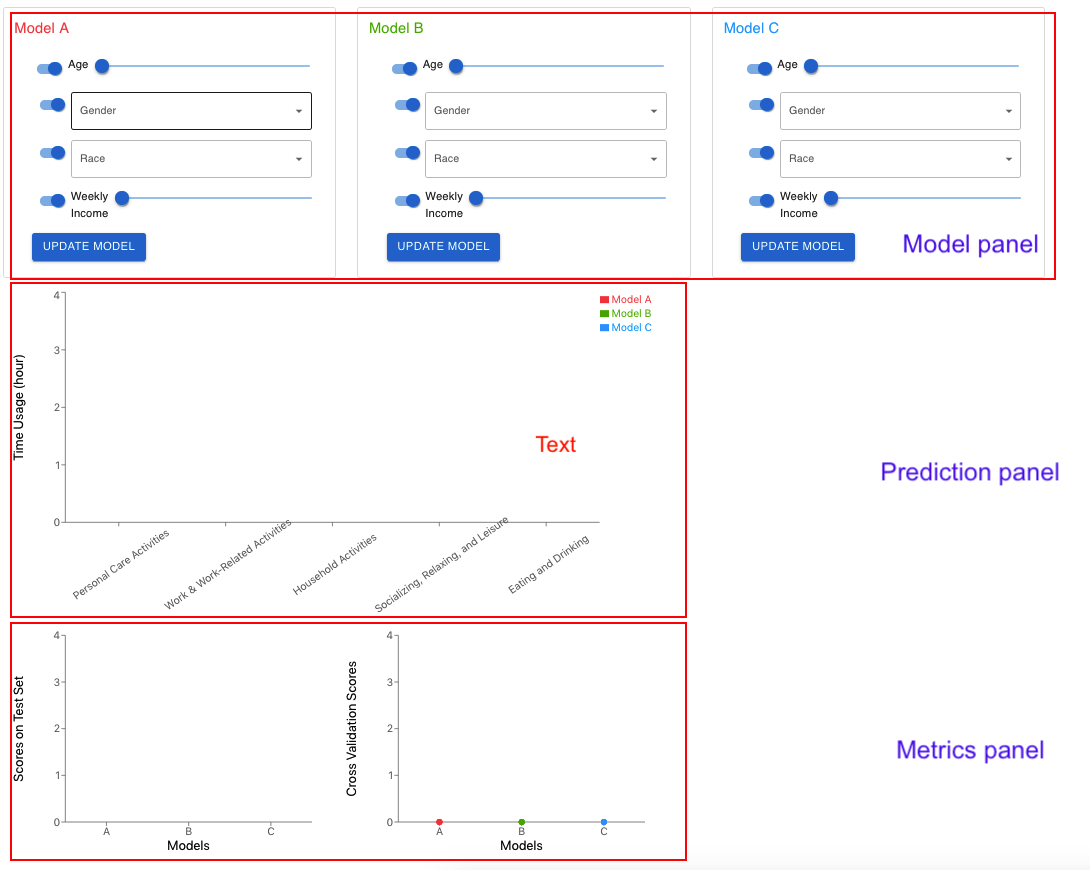 Model A
Model B
Model C
Age
Age
Age
Gender
Gender
Gender
Race
Race
Race
Weekly
Income
Weekly
Income
Weekly
Income
UPDATE MODEL
UPDATE MODEL
UPDATE MODEL
Model panel
Time Usage (hour)
4
3
2
1
0
Model A
Model B
Model C
Text
Prediction panel
Personal Care Activities
Work & Work-Related Activities
Household Activities
Socializing, Relaxing, and Leisure
Eating and Drinking
Scores on Test Set
4
3
2
1
0
A
B
C
Models
Cross Validation Scores
4
3
2
1
0
A
B
C
Models
Metrics panel